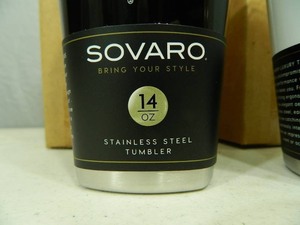 SOVARO
BRING YOUR STYLE
14
OZ
STAINLESS STEEL
TUMBLER